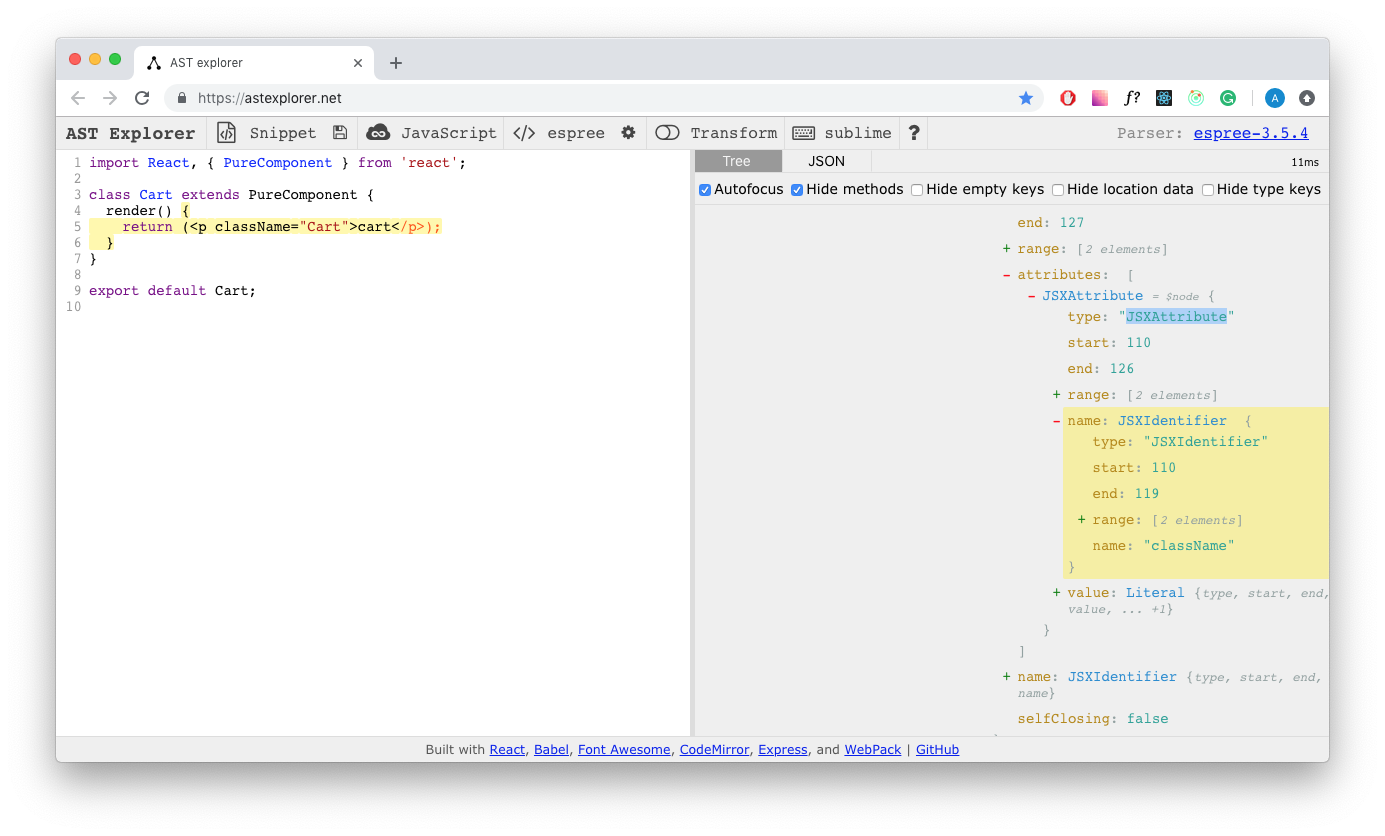 AST explorer
https://astexplorer.net
f?
A
AST Explorer Snippet JavaScript </> espree Transform sublime ? Parser: espree-3.5.4
1 import React, { PureComponent } from 'react';
2
3 class Cart extends PureComponent {
4 render() {
5 return (<p className="Cart">cart</p>);
6 }
7 }
8
9 export default Cart;
10
Tree JSON 11ms
Autofocus Hide methods Hide empty keys Hide location data Hide type keys
end: 127
+ range: [2 elements]
- attributes: [
- JSXAttribute = $node {
type: "JSXAttribute"
start: 110
end: 126
+ range: [2 elements]
- name: JSXIdentifier {
type: "JSXIdentifier"
start: 110
end: 119
+ range: [2 elements]
name: "className"
}
+ value: Literal {type, start, end,
value, ... +1}
}
]
+ name: JSXIdentifier {type, start, end,
name}
selfClosing: false
Built with React, Babel, Font Awesome, CodeMirror, Express, and WebPack | GitHub